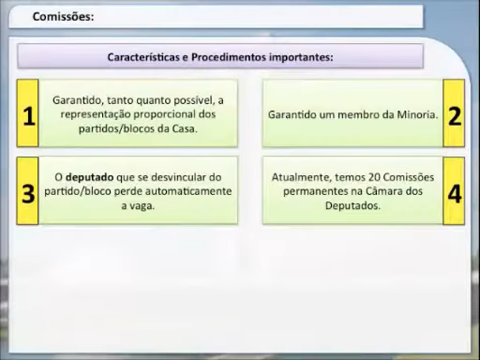 Comissões:
Características e Procedimentos importantes:
1
Garantido, tanto quanto possível, a
representação proporcional dos
partidos/blocos da Casa.
Garantido um membro da Minoria.
2
3
O deputado que se desvincular do
partido/bloco perde automaticamente
a vaga.
Atualmente, temos 20 Comissões
permanentes na Câmara dos
Deputados.
4